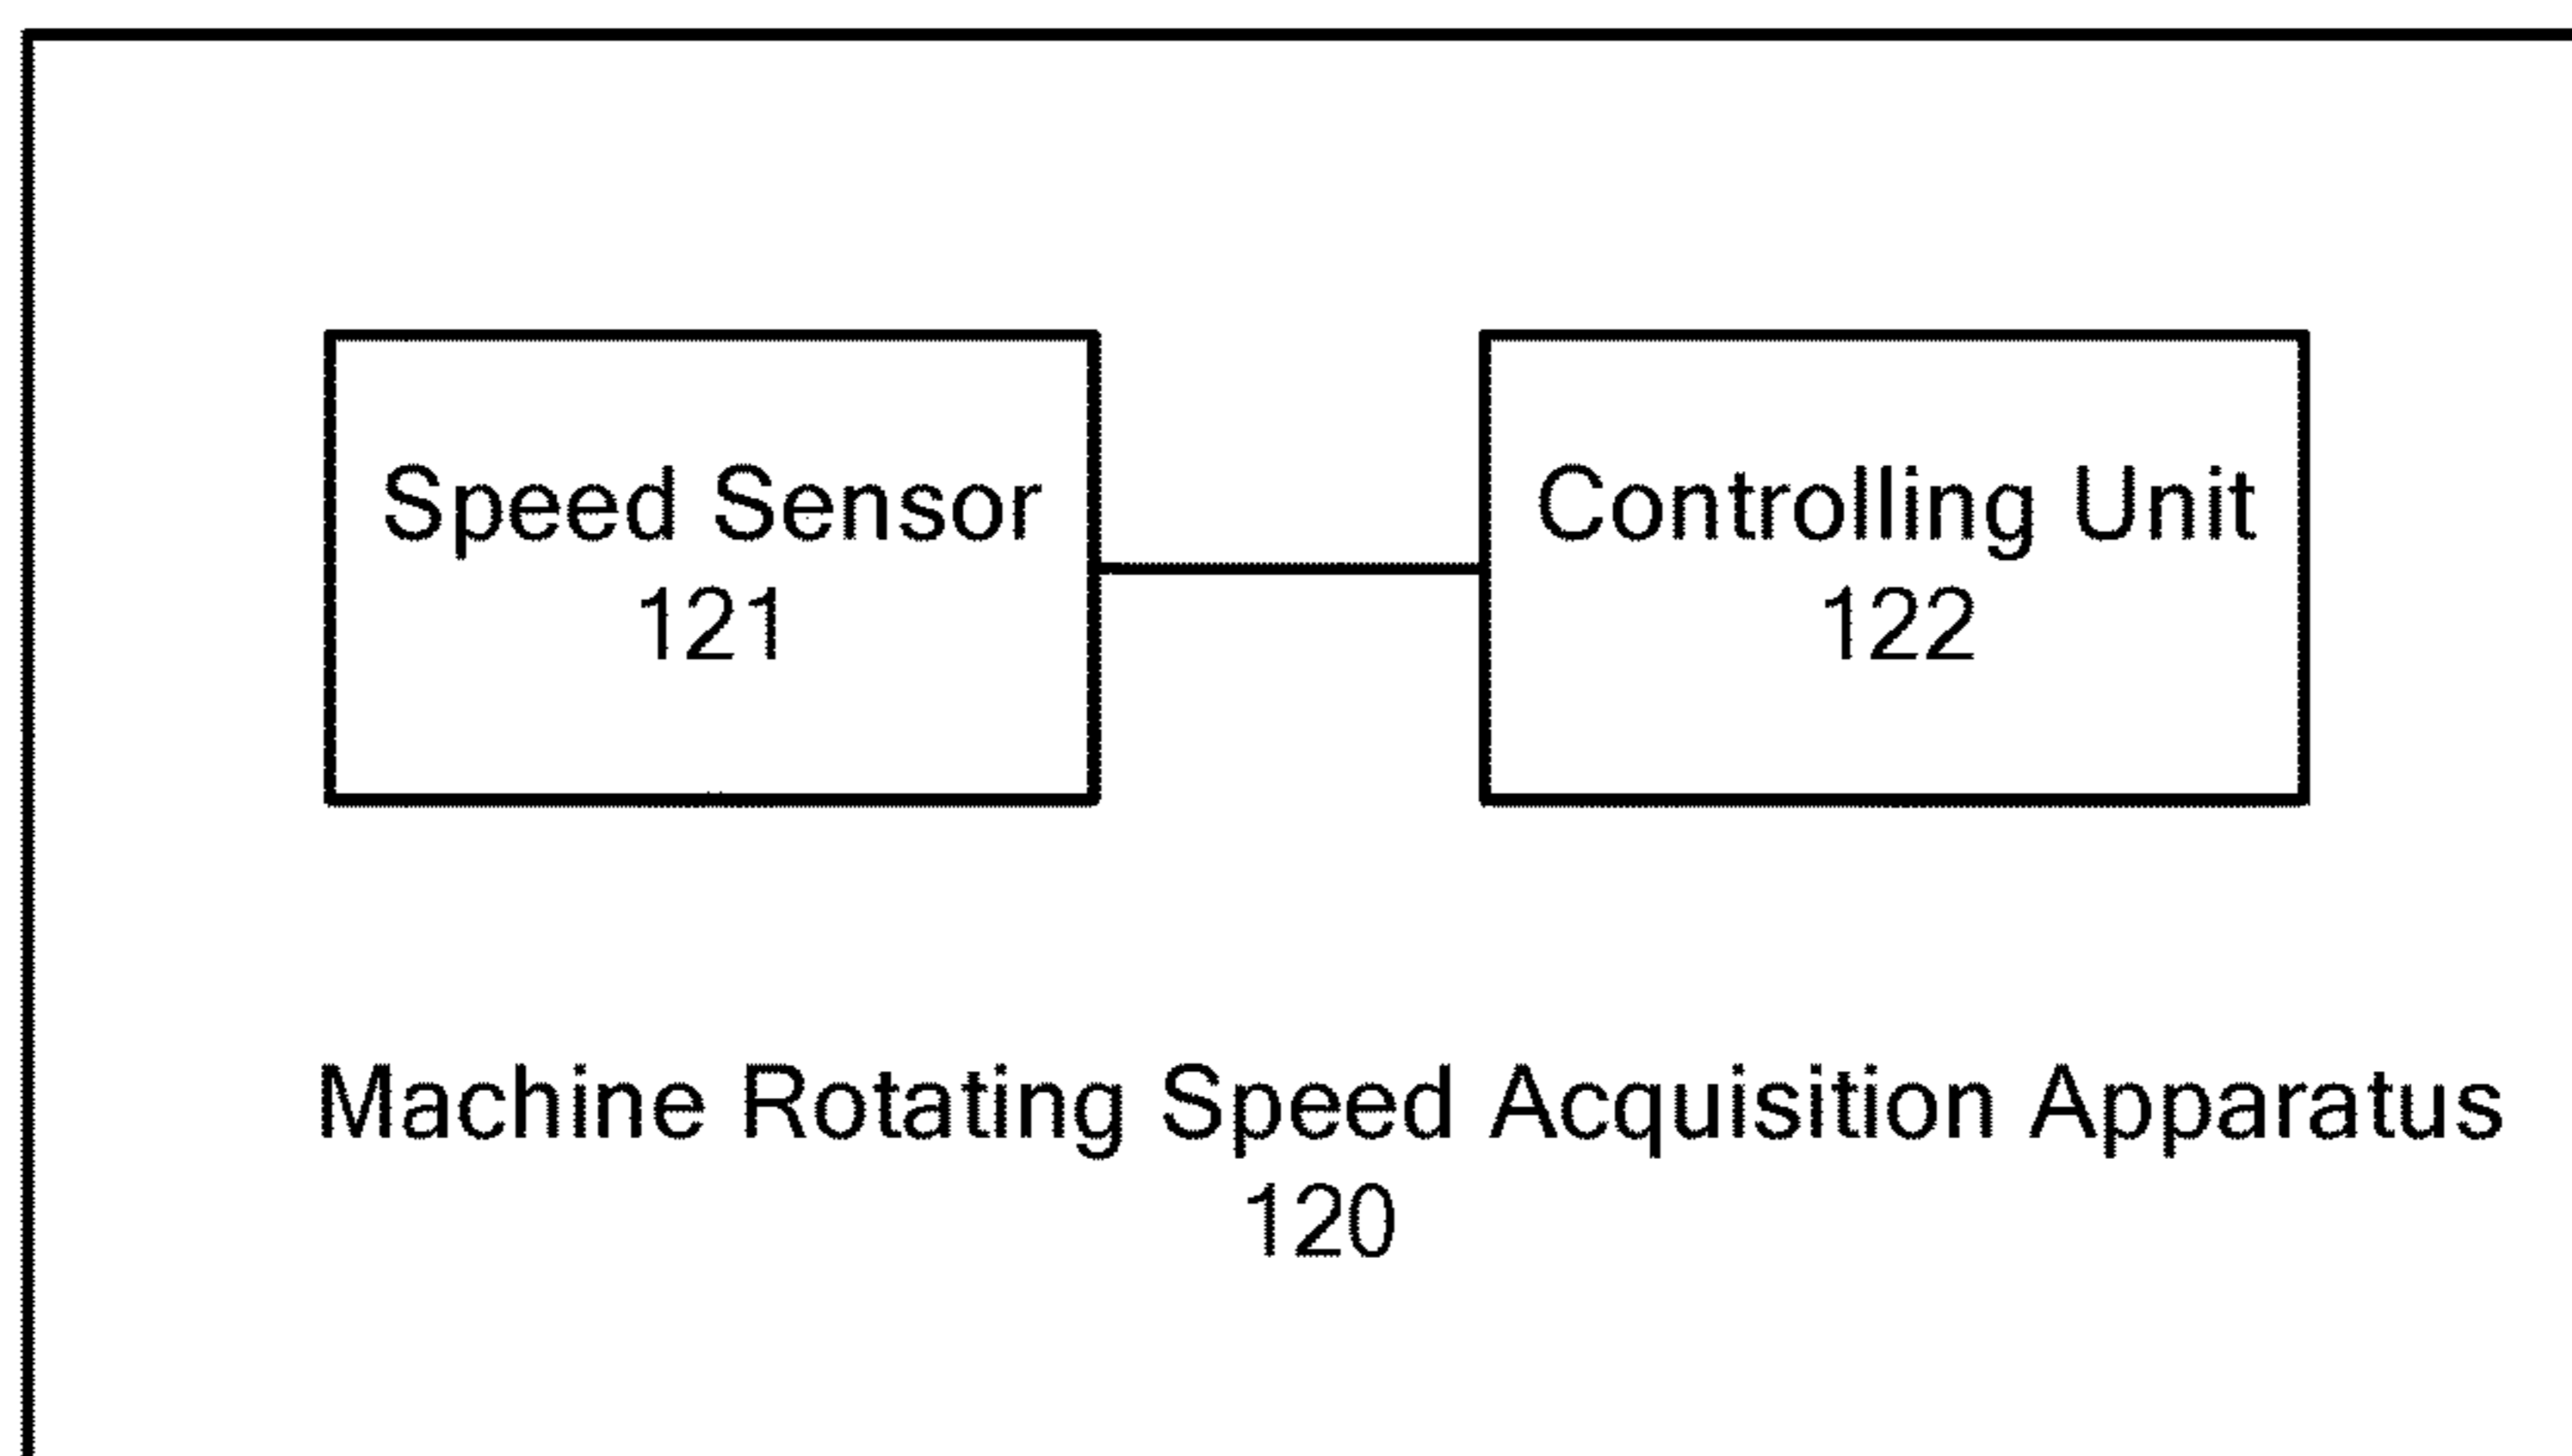 Speed Sensor
121
Controlling Unit
122
Machine Rotating Speed Acquisition Apparatus
120